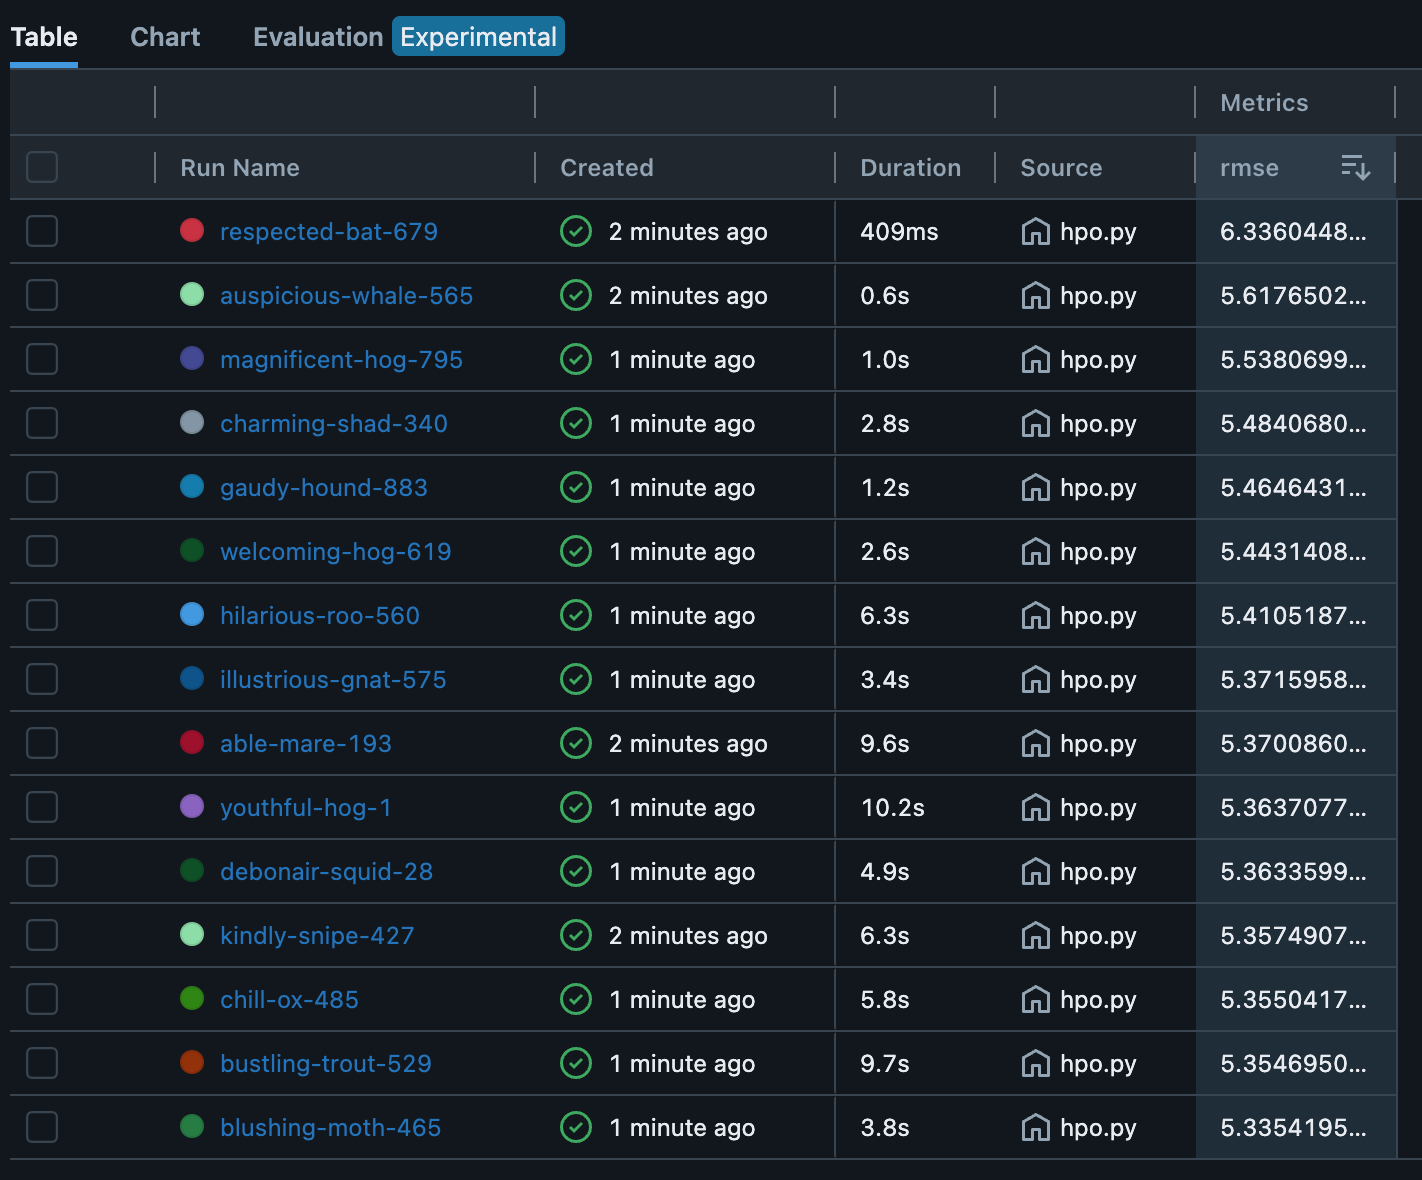 Table Chart Evaluation Experimental
Metrics
Run Name Created Duration Source rmse
respected-bat-679 2 minutes ago 409ms hpo.py 6.3360448...
auspicious-whale-565 2 minutes ago 0.6s hpo.py 5.6176502...
magnificent-hog-795 1 minute ago 1.0s hpo.py 5.5380699...
charming-shad-340 1 minute ago 2.8s hpo.py 5.4840680...
gaudy-hound-883 1 minute ago 1.2s hpo.py 5.4646431...
welcoming-hog-619 1 minute ago 2.6s hpo.py 5.4431408...
hilarious-roo-560 1 minute ago 6.3s hpo.py 5.4105187...
illustrious-gnat-575 1 minute ago 3.4s hpo.py 5.3715958...
able-mare-193 2 minutes ago 9.6s hpo.py 5.3700860...
youthful-hog-1 1 minute ago 10.2s hpo.py 5.3637077...
debonair-squid-28 1 minute ago 4.9s hpo.py 5.3633599...
kindly-snipe-427 2 minutes ago 6.3s hpo.py 5.3574907...
chill-ox-485 1 minute ago 5.8s hpo.py 5.3550417...
bustling-trout-529 1 minute ago 9.7s hpo.py 5.3546950...
blushing-moth-465 1 minute ago 3.8s hpo.py 5.3354195...